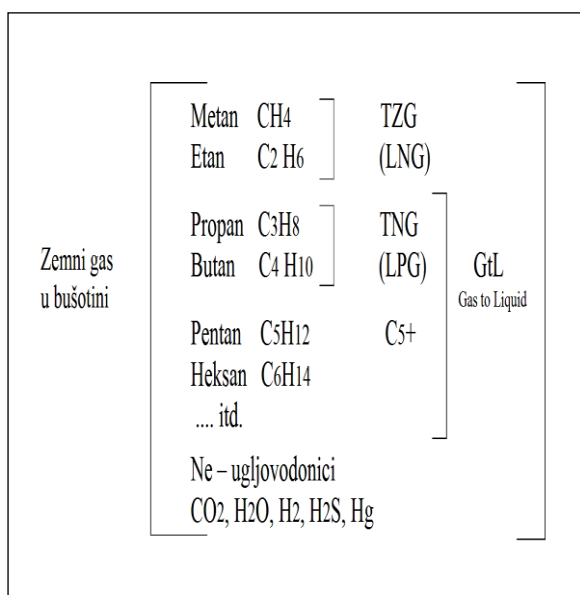 Metan CH4 TZG
Etan C2 H6 (LNG)
Propan C3H8 TNG
Zemni gas
u bušotini
Butan C4 H10 (LPG) GtL
Gas to Liquid
Pentan C5H12 C5+
Heksan C6H14
.... itd.
Ne – ugljovodonici
CO2, H2O, H2, H2S, Hg